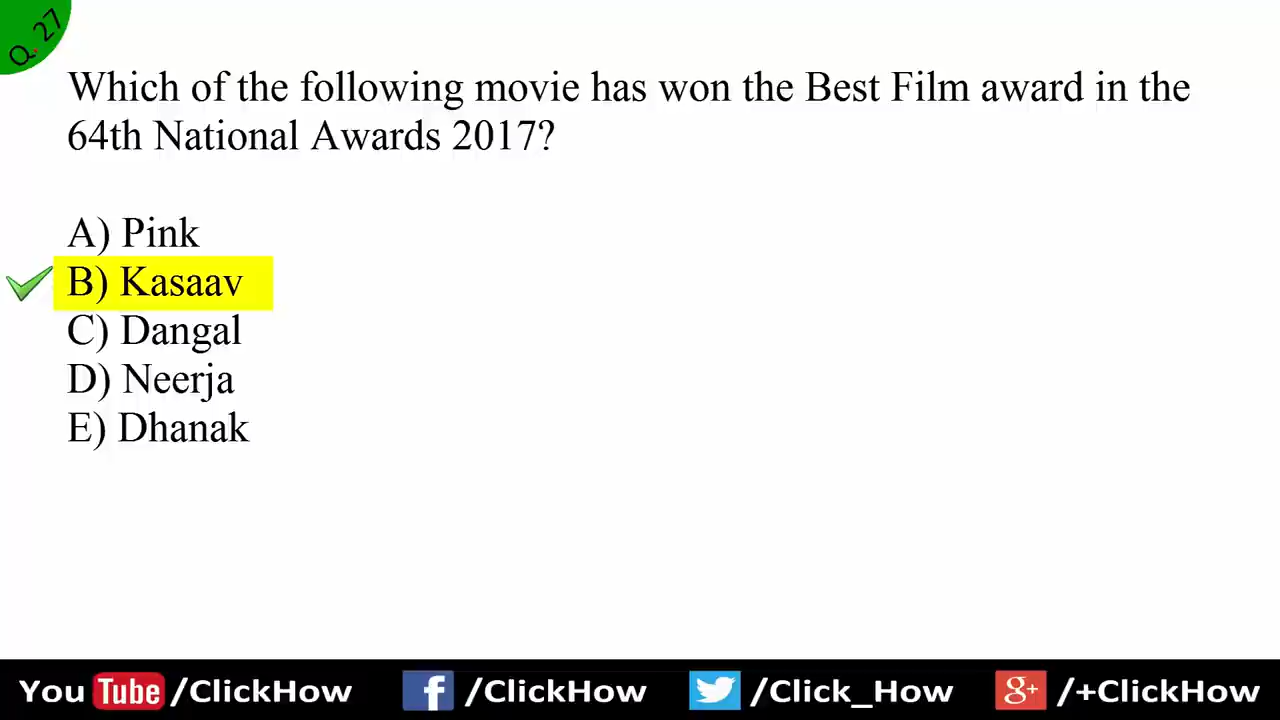 Q. 27
Which of the following movie has won the Best Film award in the
64th National Awards 2017?
A) Pink
B) Kasaav
C) Dangal
D) Neerja
E) Dhanak
You Tube /ClickHow f /ClickHow /Click_How g+ /+ClickHow